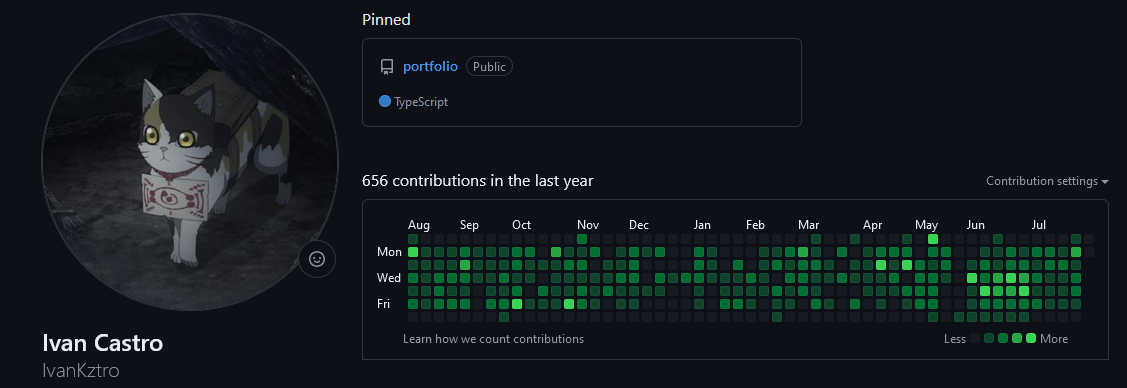 Pinned
portfolio Public
TypeScript
656 contributions in the last year
Contribution settings
Aug Sep Oct Nov Dec Jan Feb Mar Apr May Jun Jul
Mon
Wed
Fri
Learn how we count contributions
Less More
Ivan Castro
IvanKztro